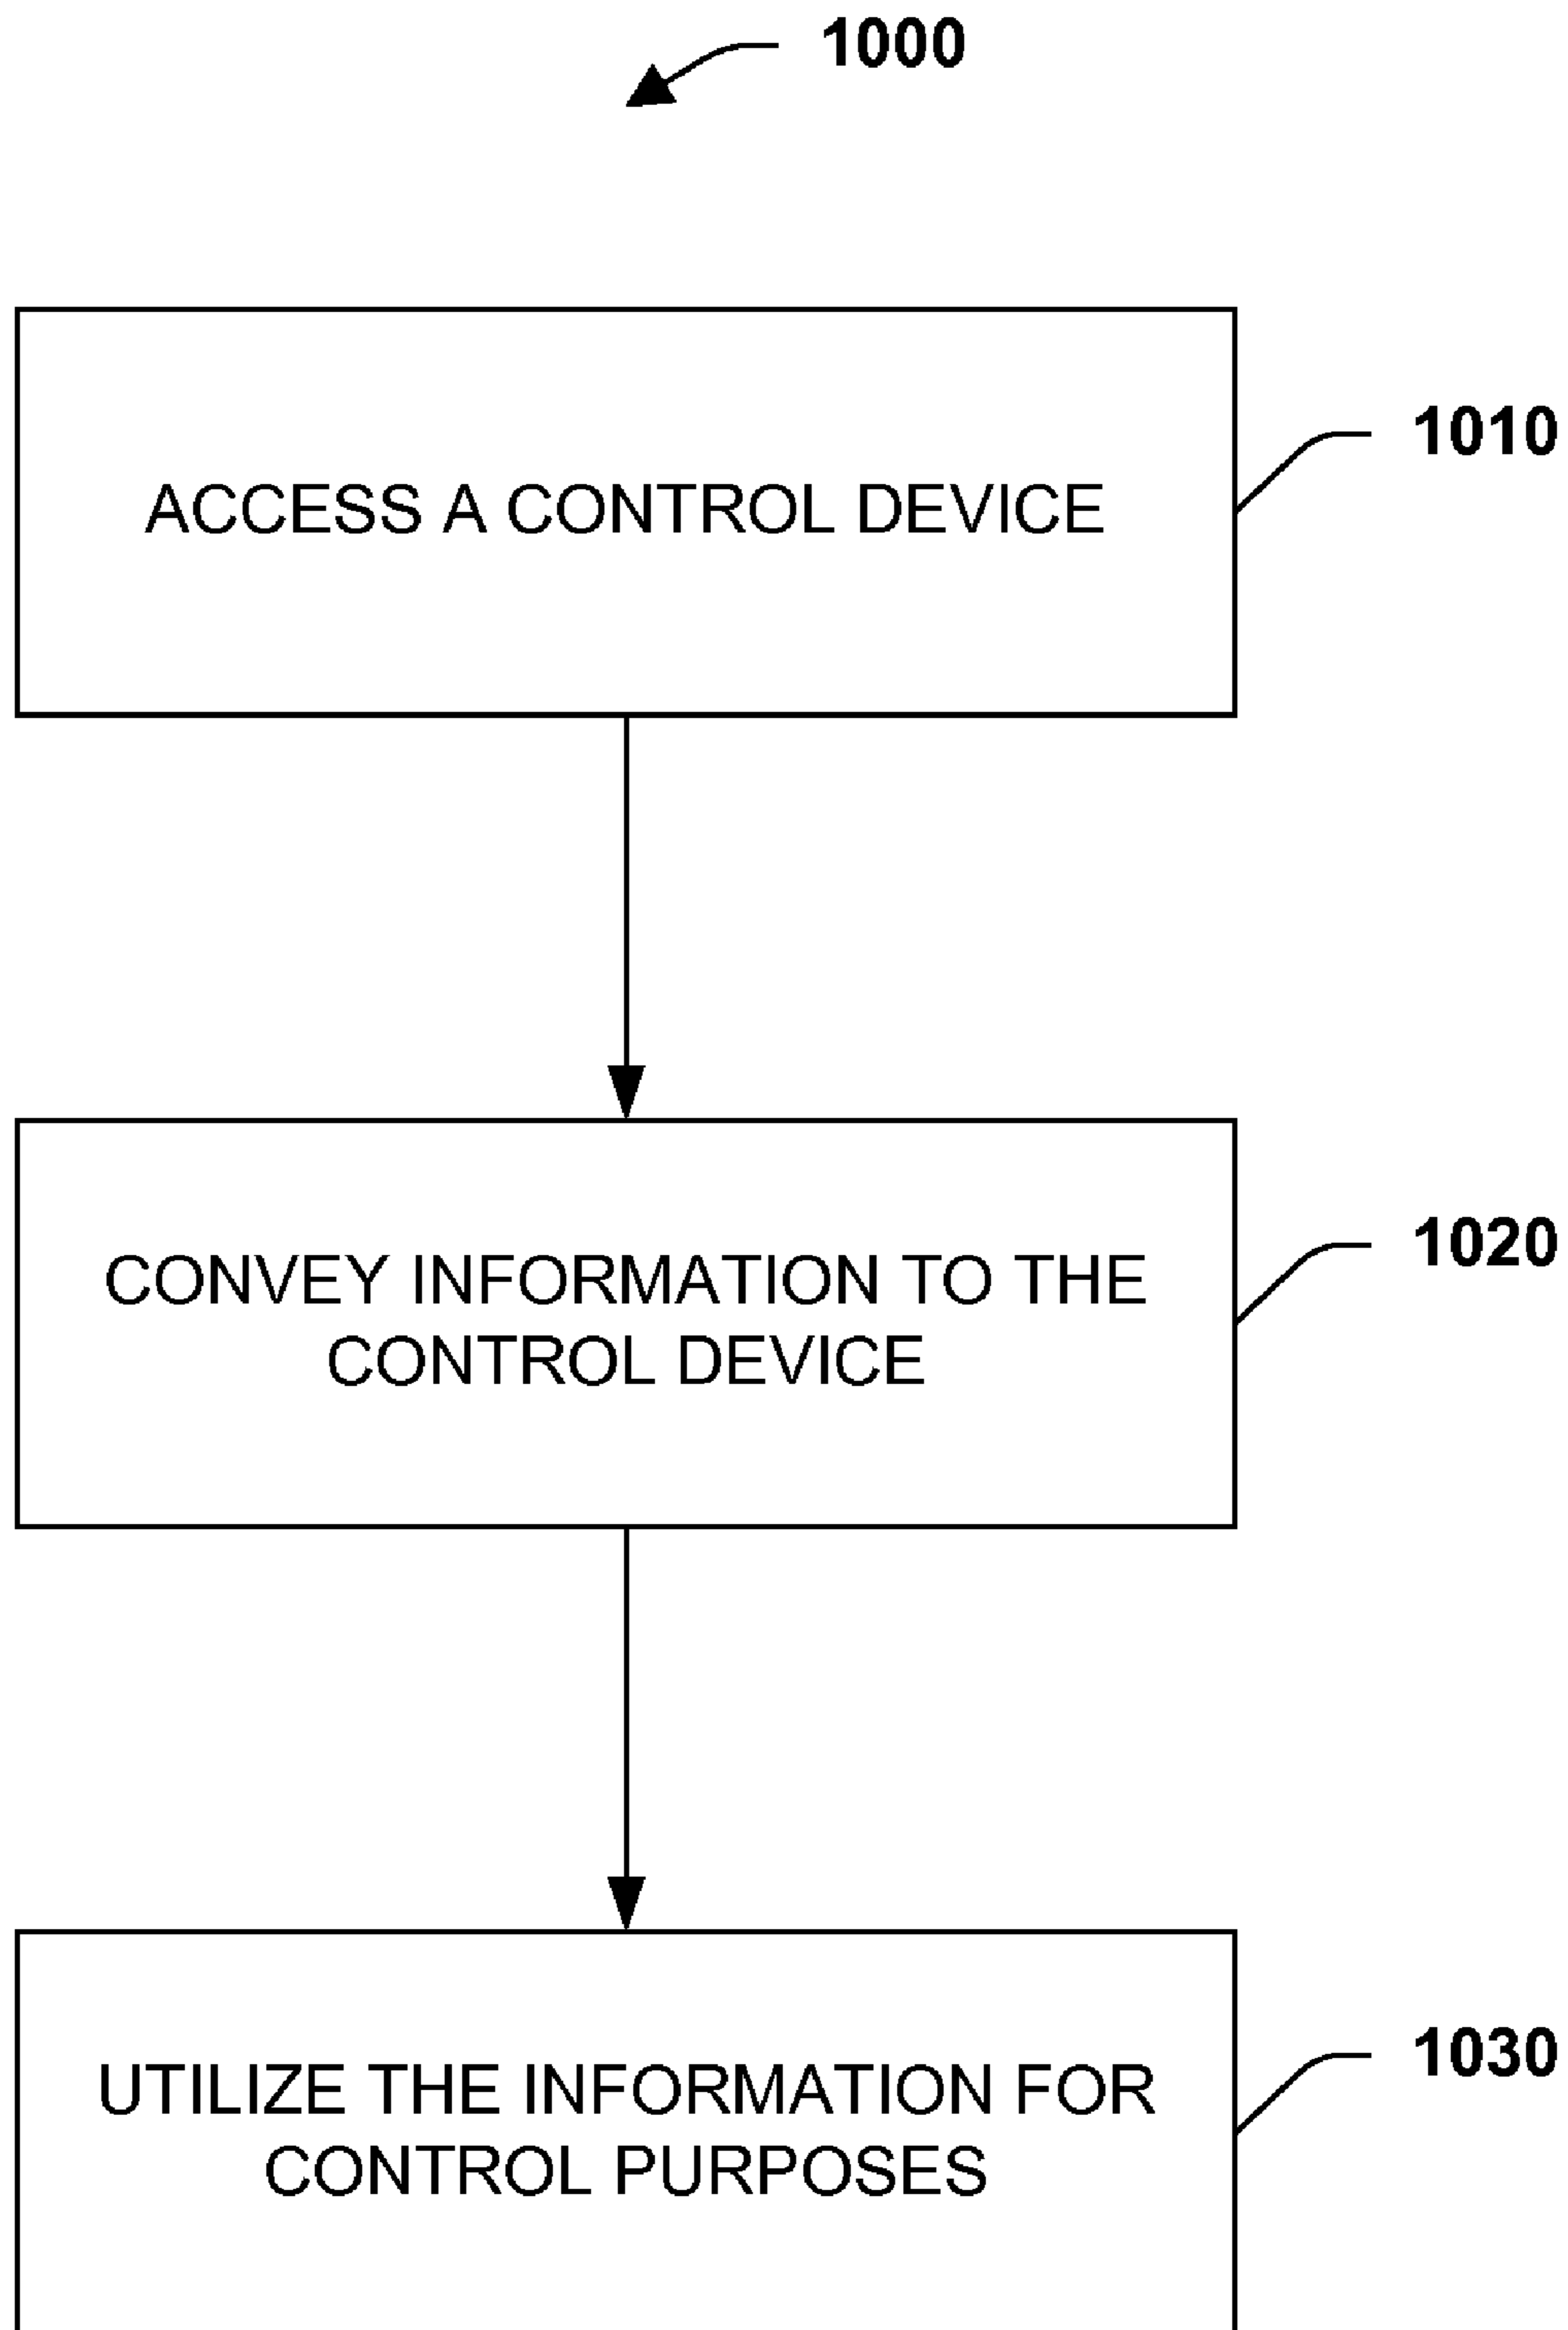 1000
ACCESS A CONTROL DEVICE
1010
CONVEY INFORMATION TO THE
CONTROL DEVICE
1020
UTILIZE THE INFORMATION FOR
CONTROL PURPOSES
1030